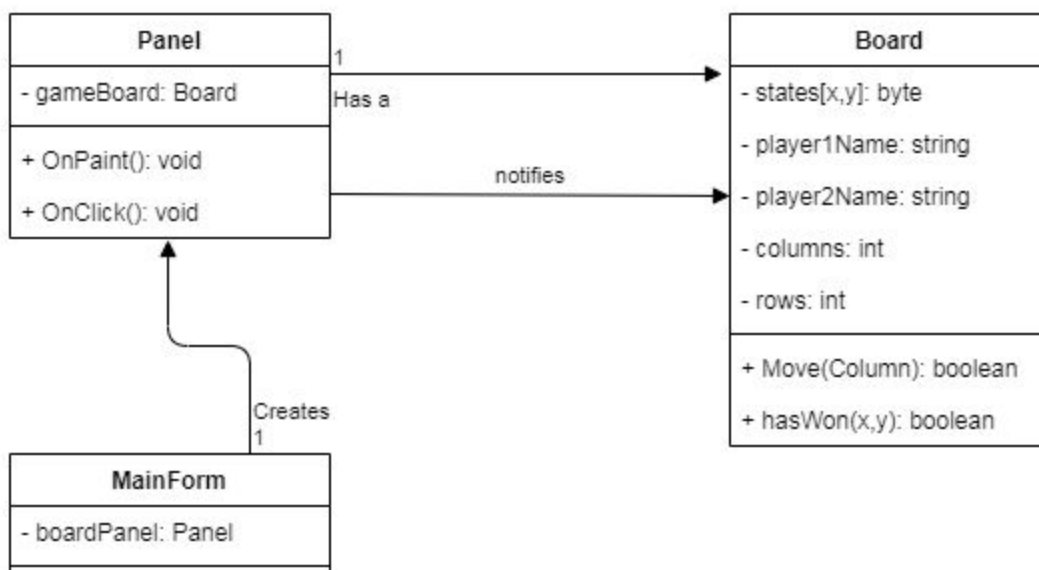 Panel
- gameBoard: Board
+ OnPaint(): void
+ OnClick(): void
1
Has a
notifies
Board
- states[x,y]: byte
- player1Name: string
- player2Name: string
- columns: int
- rows: int
+ Move(Column): boolean
+ hasWon(x,y): boolean
Creates
1
MainForm
- boardPanel: Panel